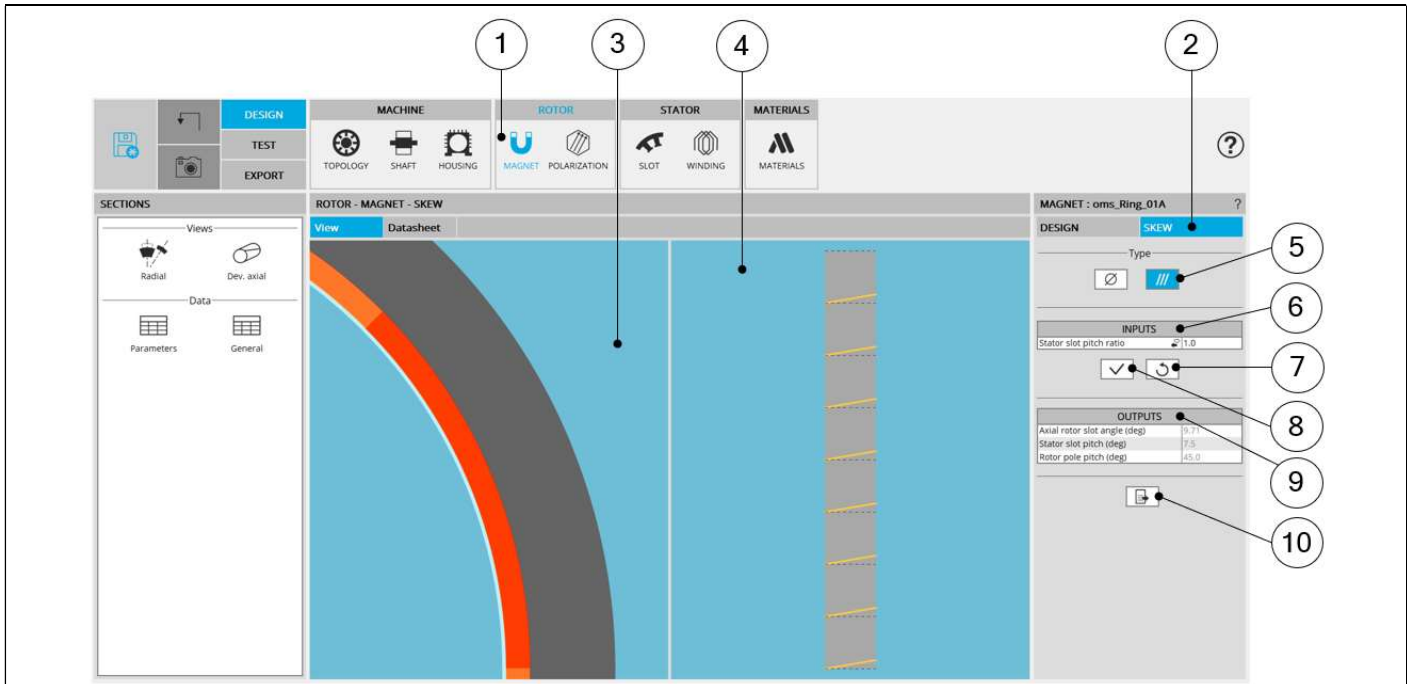 1
3
4
2
DESIGN
TEST
EXPORT
MACHINE
TOPOLOGY
SHAFT
HOUSING
ROTOR
MAGNET
POLARIZATION
STATOR
SLOT
WINDING
MATERIALS
MATERIALS
?
SECTIONS
Views
Radial
Dev. axial
Data
Parameters
General
ROTOR - MAGNET - SKEW
View
Datasheet
MAGNET : oms_Ring_01A
?
DESIGN
SKEW
Type
5
INPUTS
6
Stator slot pitch ratio
1.0
7
8
OUTPUTS
Axial rotor slot angle (deg)
9.71
Stator slot pitch (deg)
7.5
Rotor pole pitch (deg)
45.0
9
10